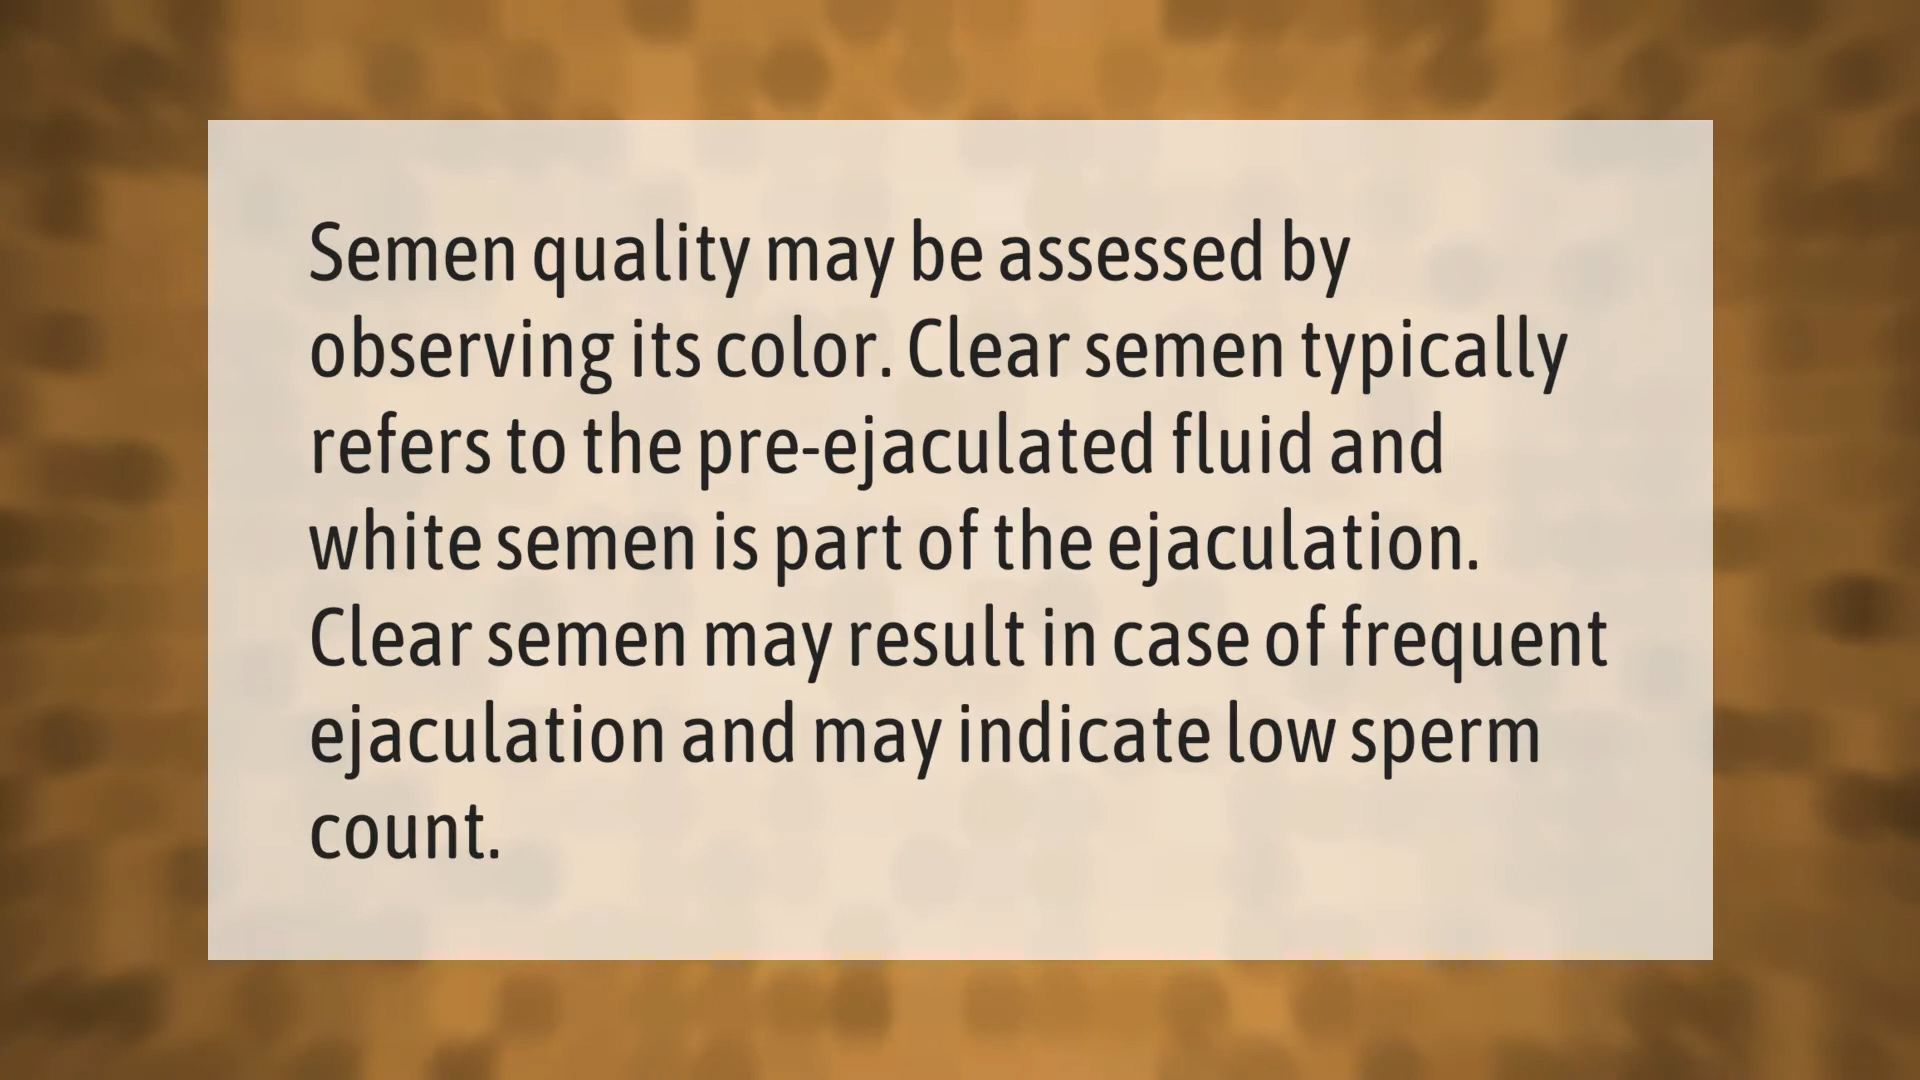 Semen quality may be assessed by
observing its color. Clear semen typically
refers to the pre-ejaculated fluid and
white semen is part of the ejaculation.
Clear semen may result in case of frequent
ejaculation and may indicate low sperm
count.